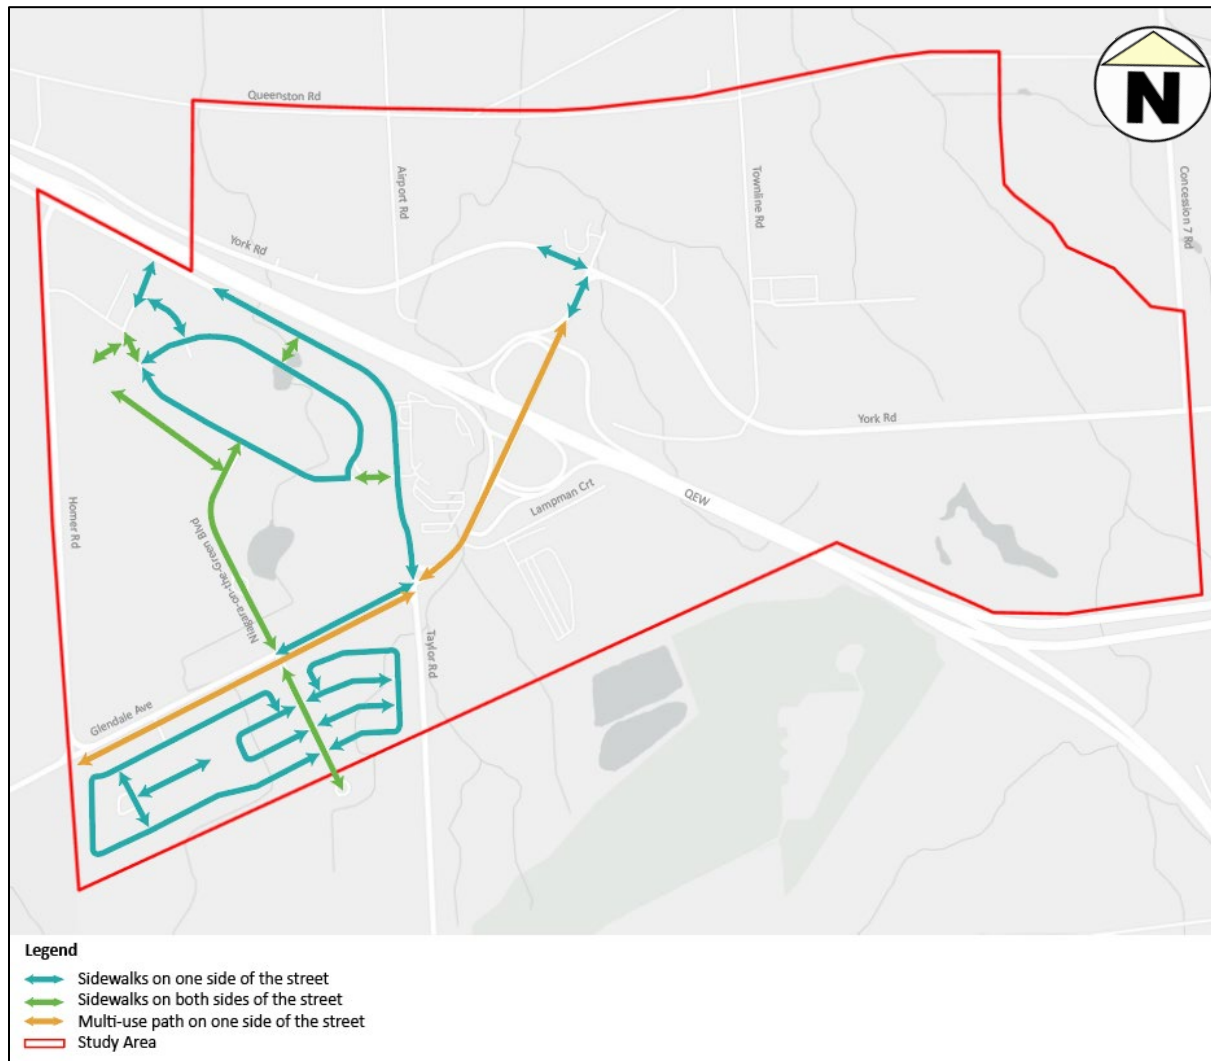 N
Queenston Rd
Airport Rd
Townline Rd
Concession 7 Rd
York Rd
York Rd
QEW
Lampman Crt
Homer Rd
Niagara-on-the-Green Blvd
Taylor Rd
Glendale Ave
Legend
Sidewalks on one side of the street
Sidewalks on both sides of the street
Multi-use path on one side of the street
Study Area